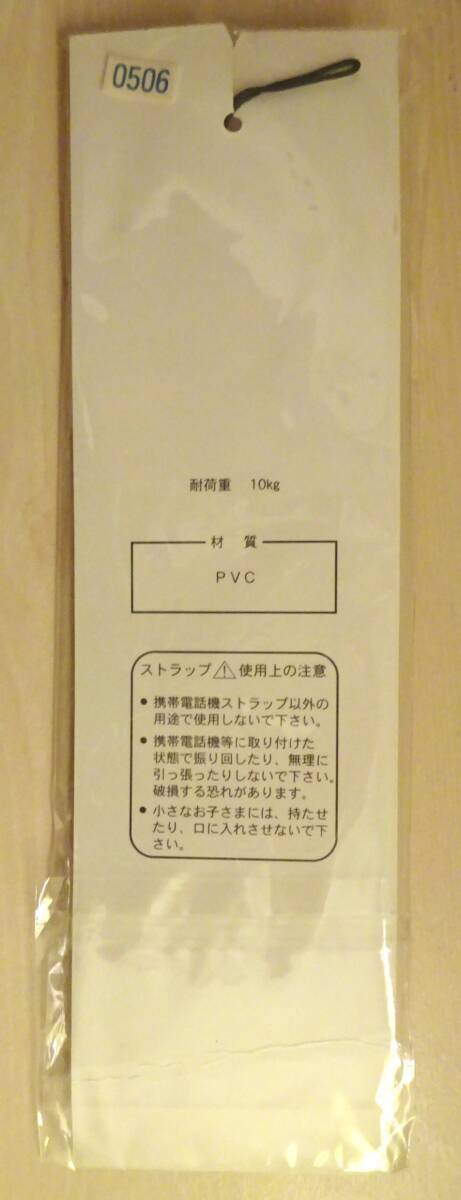 0506
耐荷重 10kg
材 質
PVC
ストラップ⚠使用上の注意
● 携帯電話機ストラップ以外の
用途で使用しないで下さい。
● 携帯電話機等に取り付けた
状態で振り回したり、無理に
引っ張ったりしないで下さい。
破損する恐れがあります。
● 小さなお子さまには、持たせ
たり、口に入れさせないで下
さい。